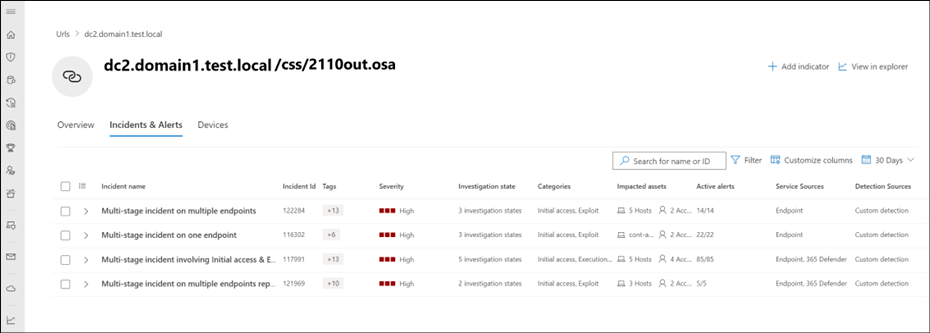 Urls > dc2.domain1.test.local
dc2.domain1.test.local /css/2110out.osa
Add indicator View in explorer
Overview Incidents & Alerts Devices
Search for name or ID Filter Customize columns 30 Days
Incident name Incident Id Tags Severity Investigation state Categories Impacted assets Active alerts Service Sources Detection Sources
Multi-stage incident on multiple endpoints 122284 +13 High 3 investigation states Initial access, Exploit 5 Hosts 2 Acc... 14/14 Endpoint Custom detection
Multi-stage incident on one endpoint 116302 +6 High 3 investigation states Initial access, Exploit cont-a... 2 Acc... 22/22 Endpoint Custom detection
Multi-stage incident involving Initial access & E... 117991 +13 High 5 investigation states Initial access, Execution... 5 Hosts 4 Acc... 85/85 Endpoint, 365 Defender Custom detection
Multi-stage incident on multiple endpoints rep... 121969 +10 High 2 investigation states Initial access, Exploit 3 Hosts 2 Acc... 5/5 Endpoint, 365 Defender Custom detection